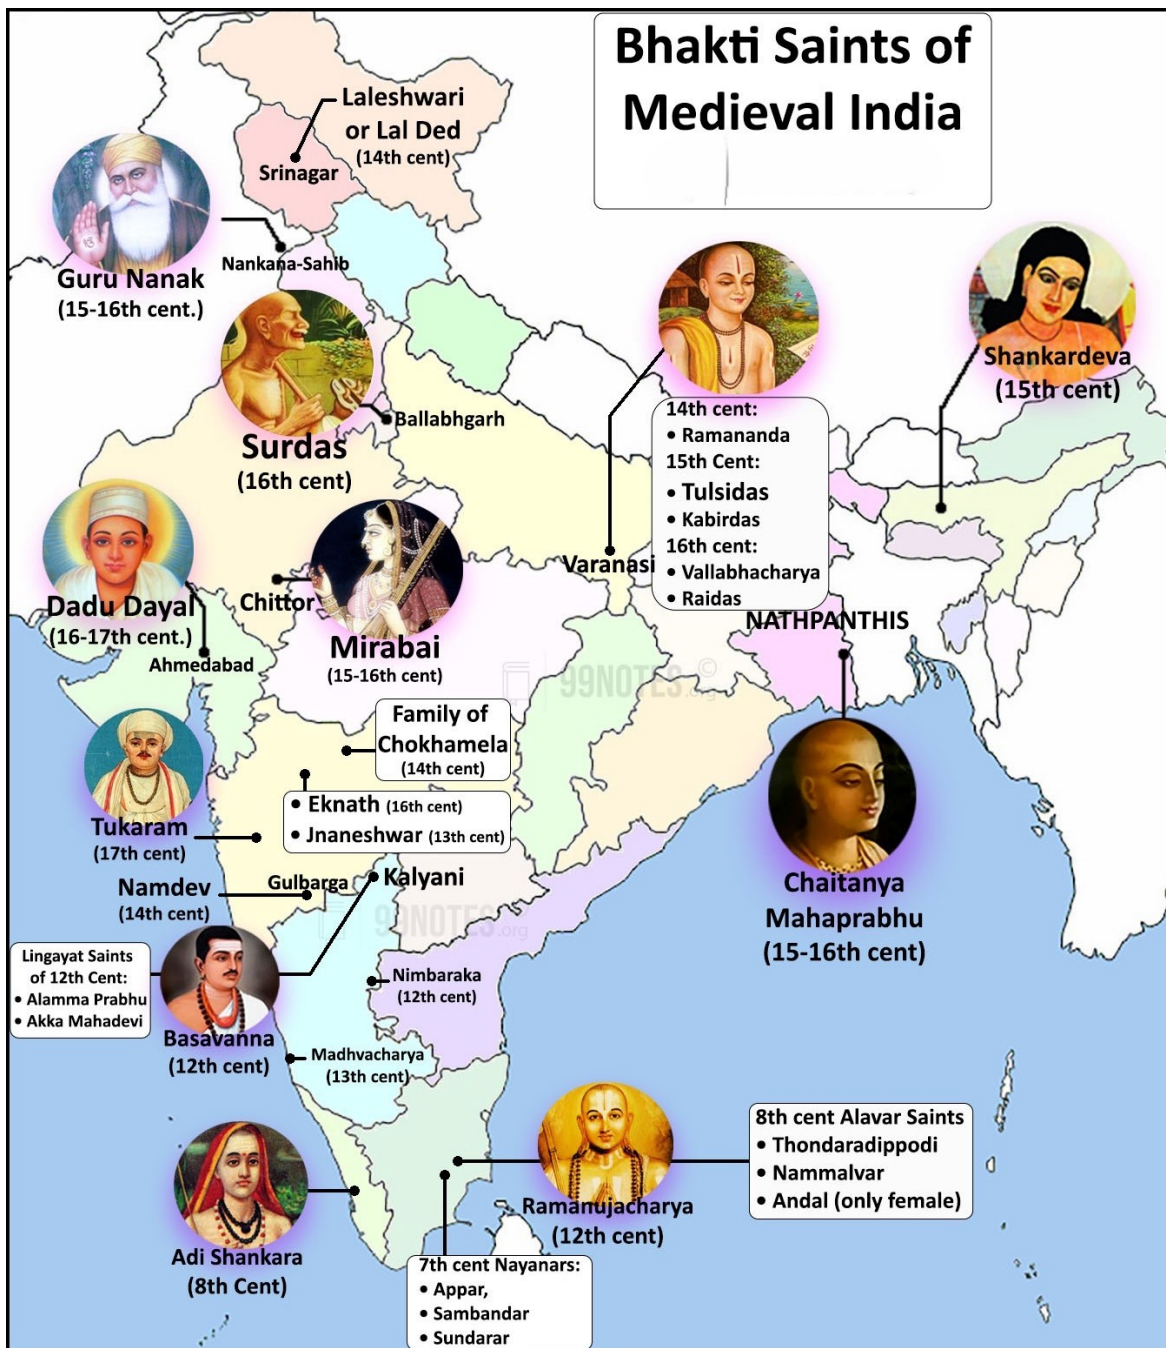 Bhakti Saints of
Medieval India
Laleshwari
or Lal Ded
(14th cent)
Srinagar
Nankana-Sahib
Guru Nanak
(15-16th cent.)
Shankardeva
(15th cent)
Ballabhgarh
Surdas
(16th cent)
14th cent:
• Ramananda
15th Cent:
• Tulsidas
• Kabirdas
16th cent:
• Vallabhacharya
• Raidas
Varanasi
NATHPANTHIS
Dadu Dayal
(16-17th cent.)
Ahmedabad
Chittor
Mirabai
(15-16th cent)
99NOTES.org
©
Family of
Chokhamela
(14th cent)
• Eknath (16th cent)
• Jnaneshwar (13th cent)
Tukaram
(17th cent)
Chaitanya
Mahaprabhu
(15-16th cent)
Gulbarga
Kalyani
Namdev
(14th cent)
99NOTES.org
Lingayat Saints
of 12th Cent:
• Alamma Prabhu
• Akka Mahadevi
Basavanna
(12th cent)
Nimbaraka
(12th cent)
Madhvacharya
(13th cent)
Ramanujacharya
(12th cent)
8th cent Alavar Saints
• Thondaradippodi
• Nammalvar
• Andal (only female)
Adi Shankara
(8th Cent)
7th cent Nayanars:
• Appar,
• Sambandar
• Sundarar